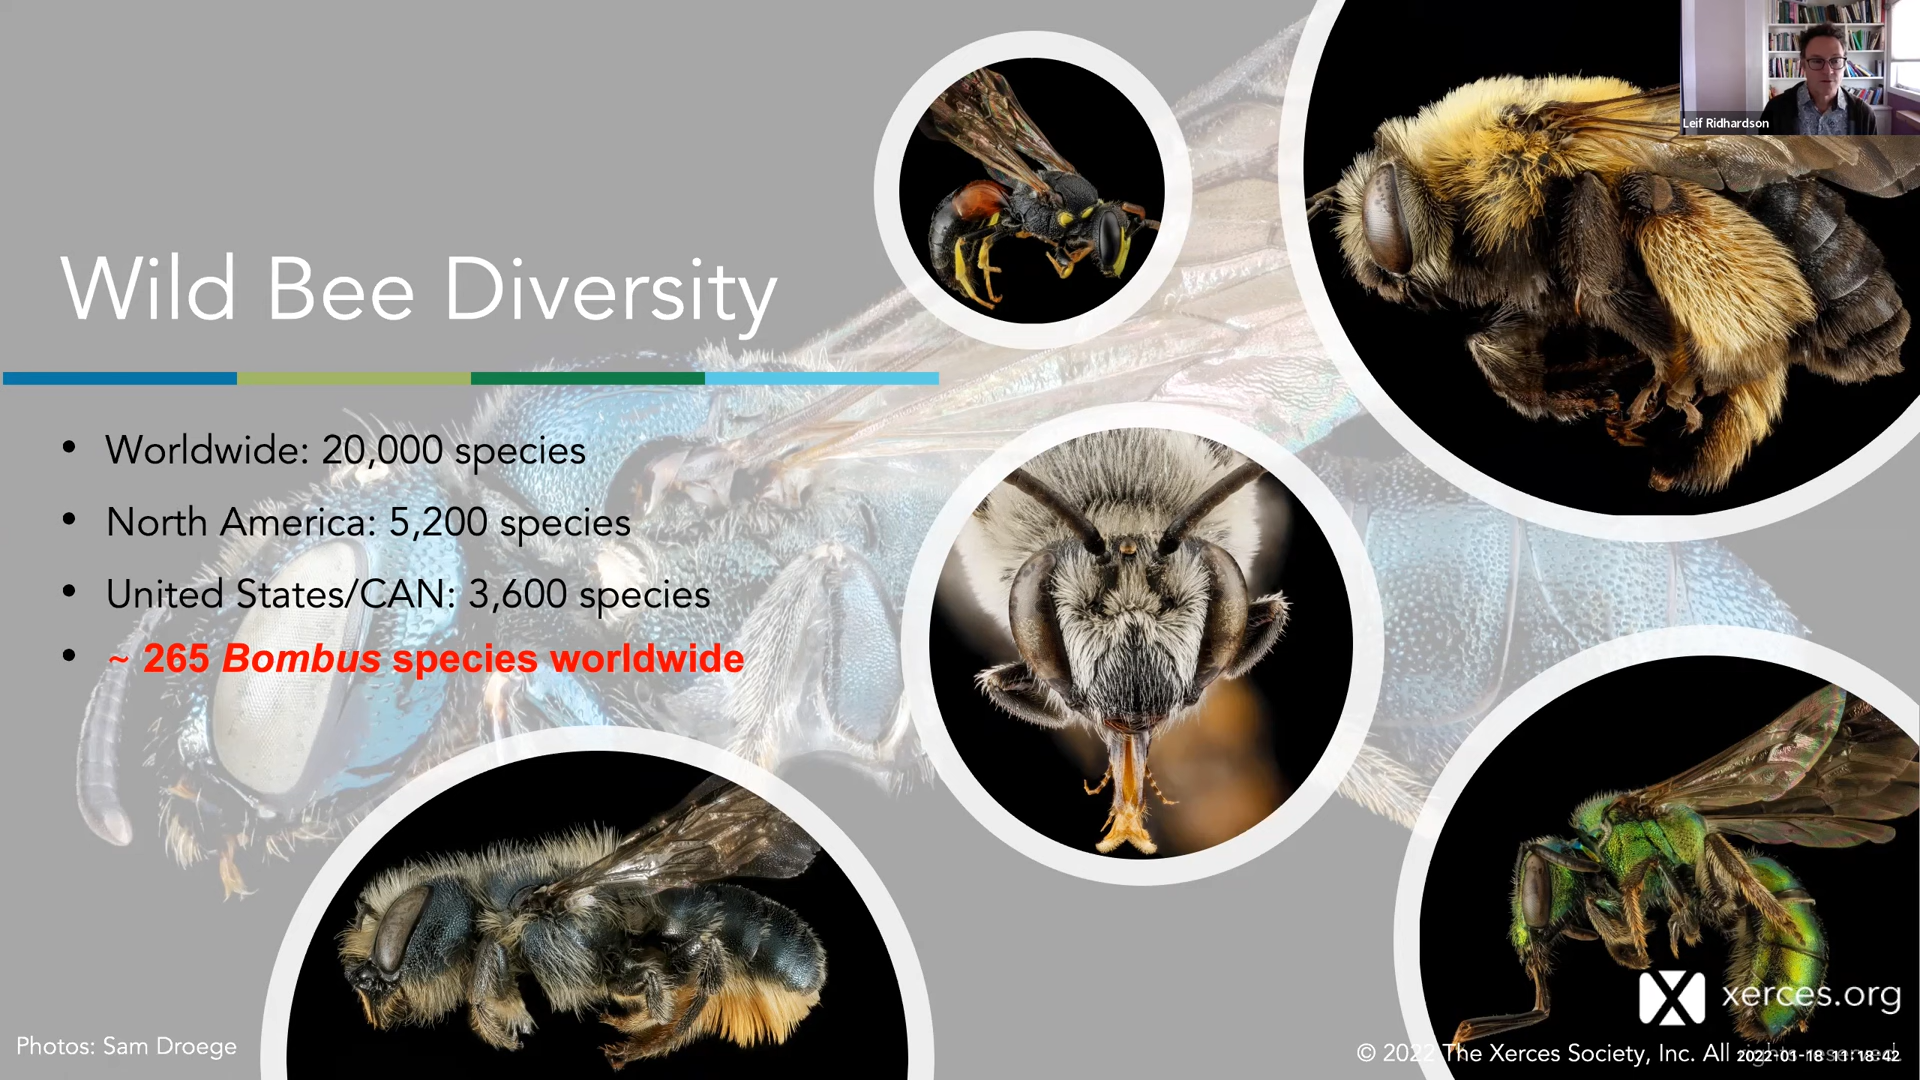 Leif Ridhardson
Wild Bee Diversity
• Worldwide: 20,000 species
• North America: 5,200 species
• United States/CAN: 3,600 species
• ~ 265 Bombus species worldwide
xerces.org
Photos: Sam Droege
© 2022 The Xerces Society, Inc. All rights reserved.
2022-01-18 11:18:42